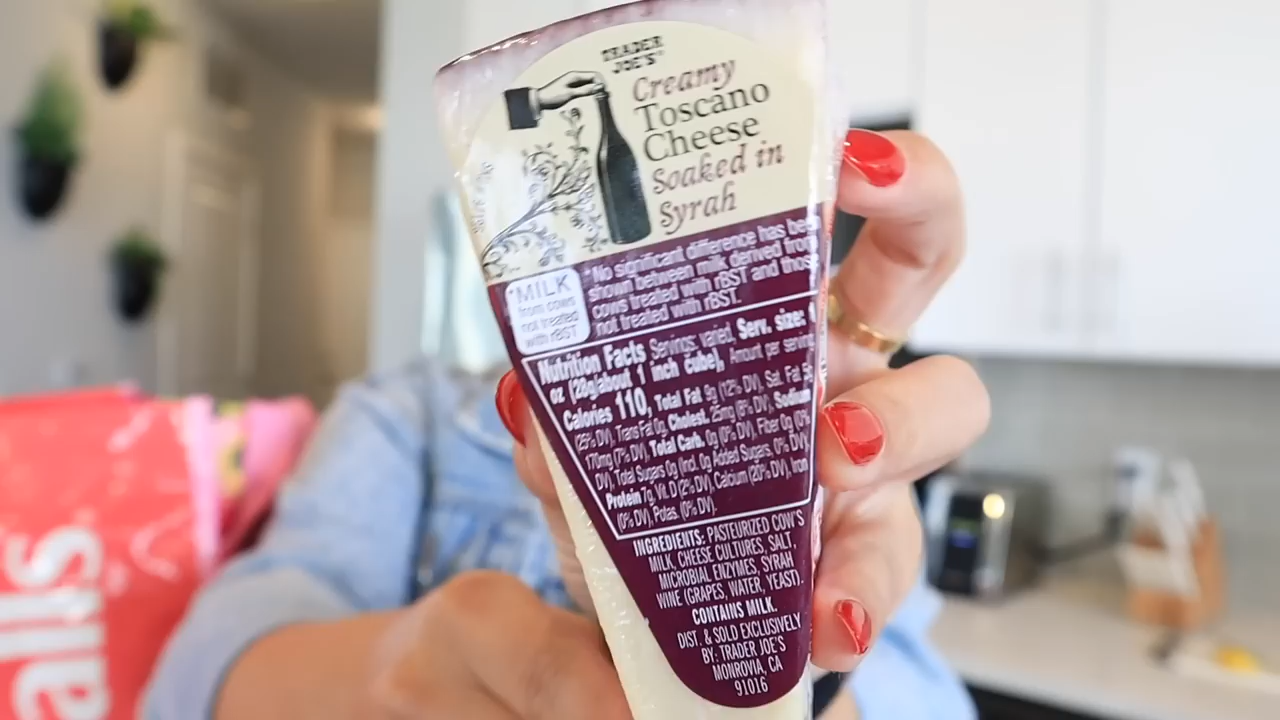 TRADER
JOE'S
Creamy
Toscano
Cheese
Soaked in
Syrah
*MILK
from cows
not treated
with rBST
*No significant difference has
shown between milk derived from
cows treated with rBST and those
not treated with rBST.
Nutrition Facts Servings: varied, Serv. size:
oz (28g/about 1 inch cube), Amount per serving
Calories 110, Total Fat 9g (12% DV), Sat. Fat 5g
(25% DV), Trans Fat 0g, Cholest. 25mg (8% DV), Sodium
170mg (7% DV), Total Carb. 0g (0% DV), Fiber 0g (0%
DV), Total Sugars 0g (Incl. 0g Added Sugars, 0% DV),
Protein 7g, Vit. D (2% DV), Calcium (20% DV), Iron
(0% DV), Potas. (0% DV).
INGREDIENTS: PASTEURIZED COW'S
MILK, CHEESE CULTURES, SALT,
MICROBIAL ENZYMES, SYRAH
WINE (GRAPES, WATER, YEAST).
CONTAINS MILK.
DIST. & SOLD EXCLUSIVELY
BY: TRADER JOE'S
MONROVIA, CA
91016
alls